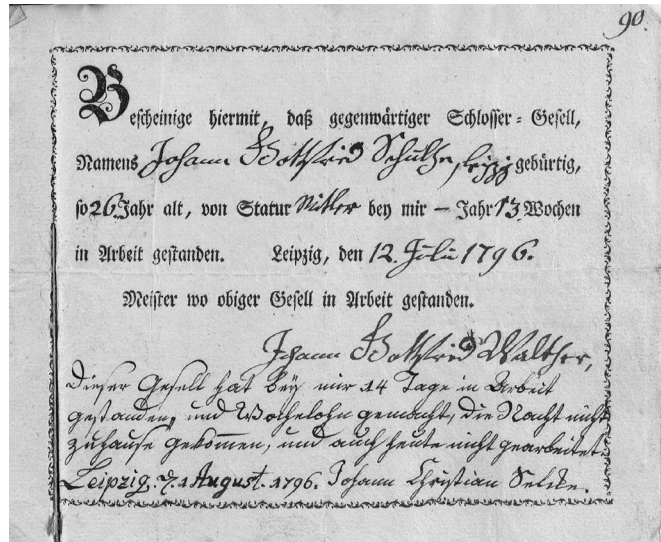 90.
Bescheinige hiermit, daß gegenwärtiger Schlosser-Gesell,
Namens Johann Gottfried Schultze, Leipzig gebürtig,
so 26 Jahr alt, von Statur Mitler bey mir — Jahr 13 Wochen
in Arbeit gestanden. Leipzig, den 12. Julii 1796.
Meister wo obiger Gesell in Arbeit gestanden.
Johann Gottfried Walther,
Dieser Gesell hat bey mir 14 Tage in Arbeit
gestanden, und Wochelohn gemacht, die Nacht nicht
zuhause gekommen, und auch heute nicht gearbeitet.
Leipzig. d. 1 August. 1796. Johann Christian